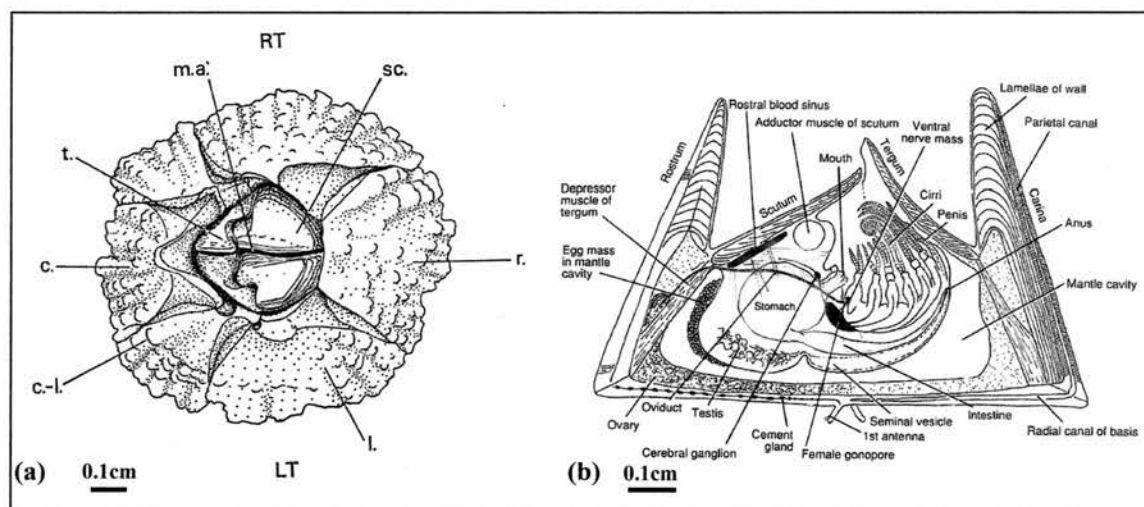 RT
m.a.
sc.
t.
c.
r.
c.-l.
l.
(a)
0.1cm
LT
Rostral blood sinus
Adductor muscle of scutum
Ventral
nerve mass
Lamellae of wall
Parietal canal
Mouth
Tergum
Rostrum
Scutum
Cirri
Penis
Carina
Depressor
muscle of
tergum
Anus
Egg mass
in mantle
cavity
Stomach
Mantle cavity
Ovary
Oviduct
Testis
Cerebral ganglion
Cement
gland
Female gonopore
1st antenna
Seminal vesicle
Intestine
Radial canal of basis
(b)
0.1cm